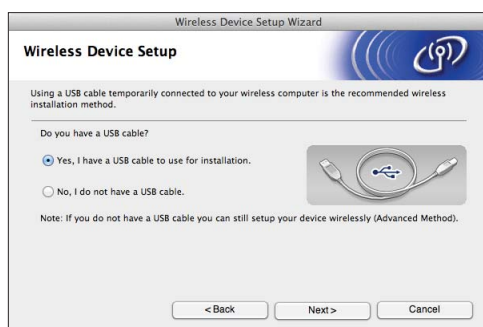 Wireless Device Setup Wizard
Wireless Device Setup
Using a USB cable temporarily connected to your wireless computer is the recommended wireless
installation method.
Do you have a USB cable?
Yes, I have a USB cable to use for installation.
No, I do not have a USB cable.
Note: If you do not have a USB cable you can still setup your device wirelessly (Advanced Method).
< Back
Next >
Cancel